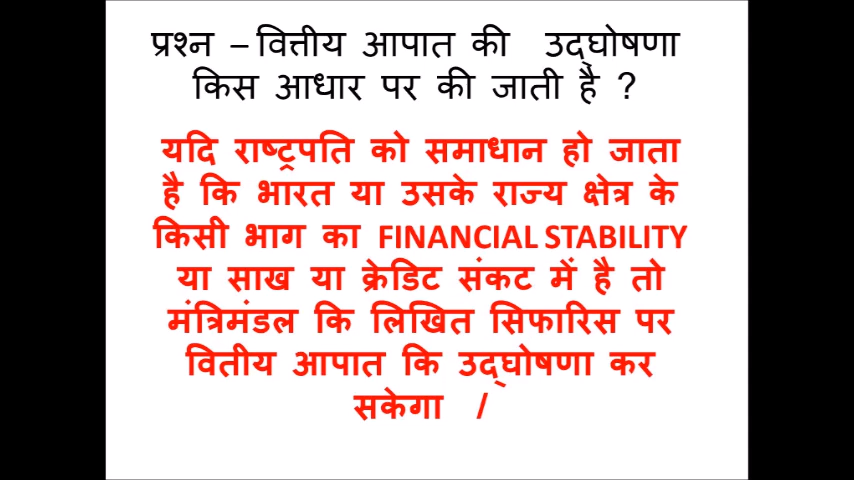 प्रश्न – वित्तीय आपात की उद्घोषणा
किस आधार पर की जाती है ?
यदि राष्ट्रपति को समाधान हो जाता
है कि भारत या उसके राज्य क्षेत्र के
किसी भाग का FINANCIAL STABILITY
या साख या क्रेडिट संकट में है तो
मंत्रिमंडल कि लिखित सिफारिस पर
वितीय आपात कि उद्घोषणा कर
सकेगा /